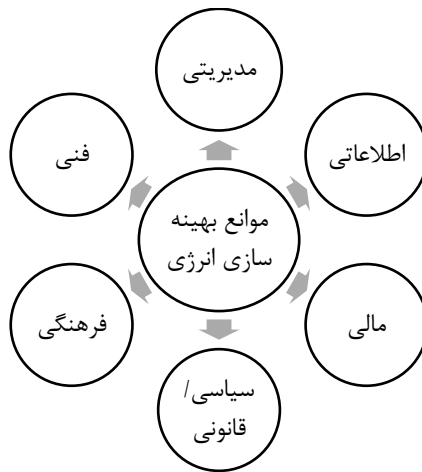 مدیریتی
فنی
اطلاعاتی
موانع بهینه
سازی انرژی
فرهنگی
مالی
سیاسی/
قانونی